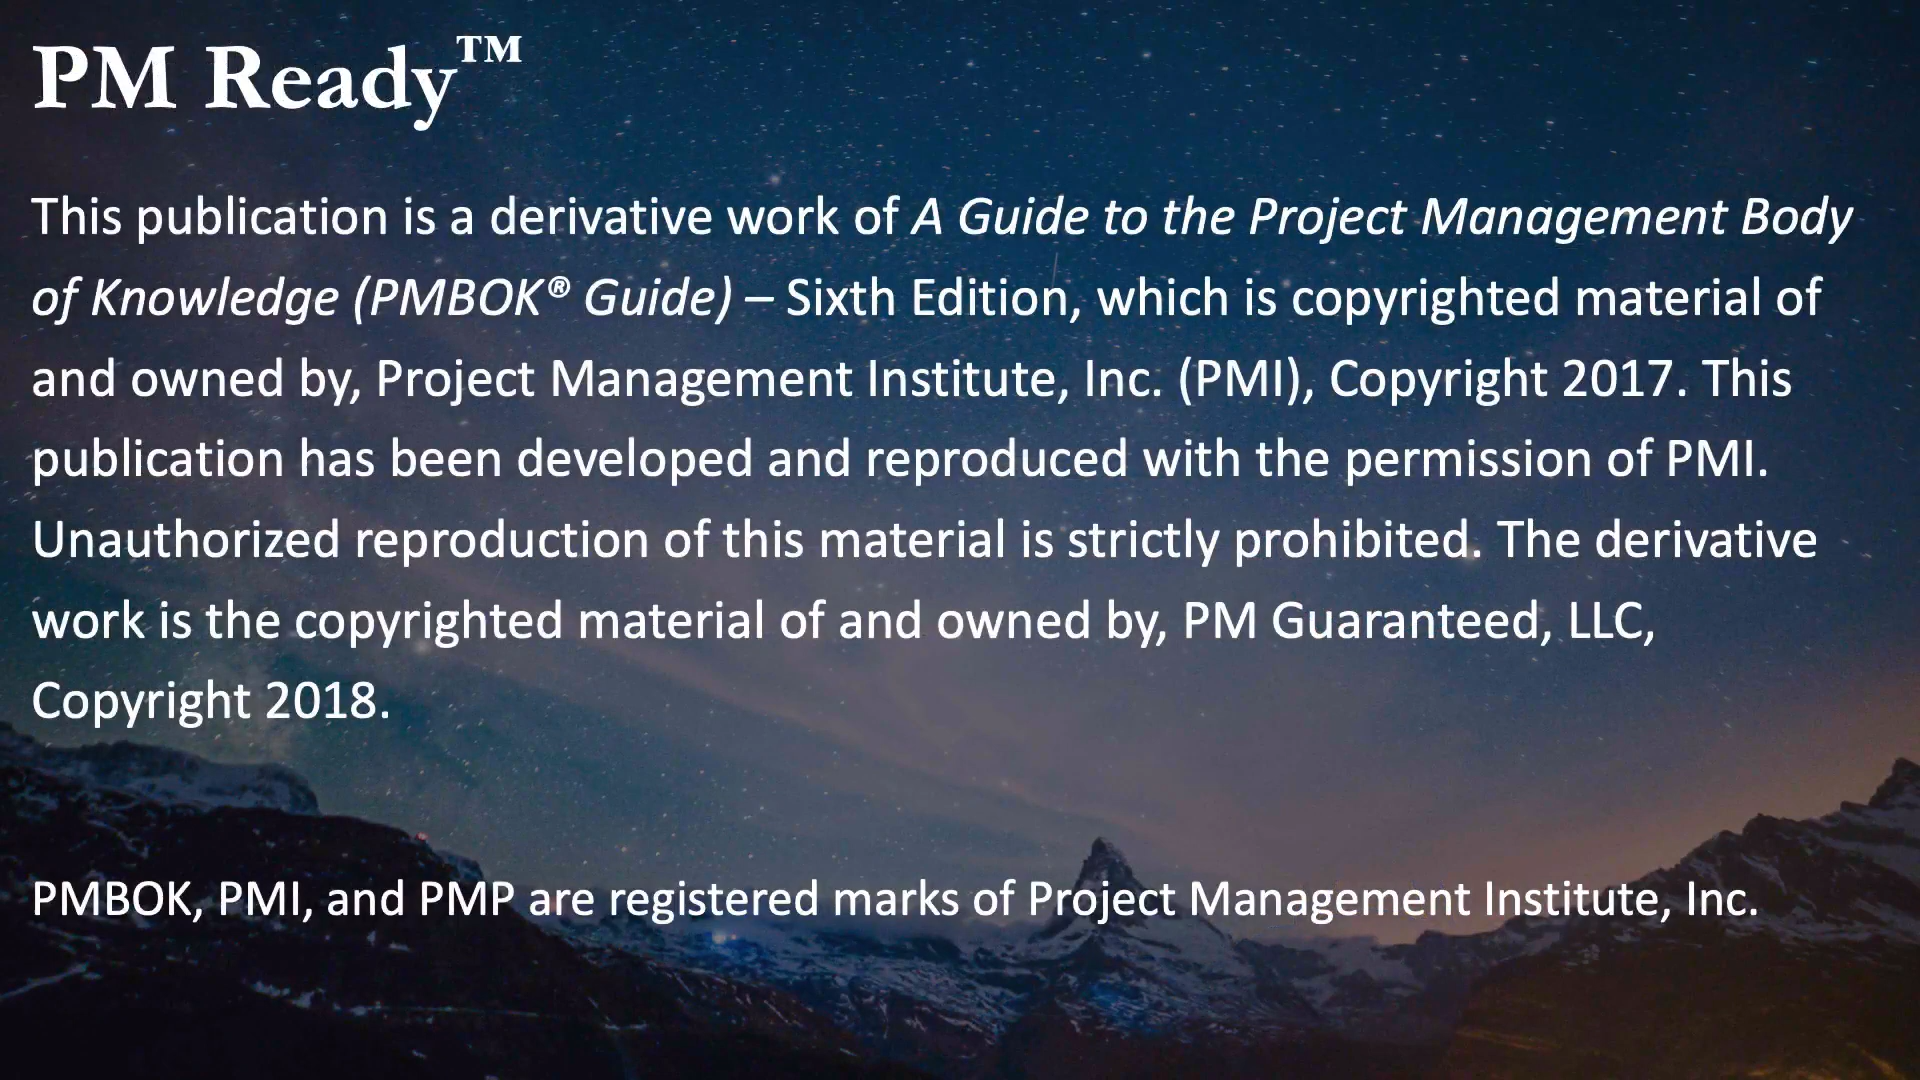 PM Ready™
This publication is a derivative work of A Guide to the Project Management Body
of Knowledge (PMBOK® Guide) – Sixth Edition, which is copyrighted material of
and owned by, Project Management Institute, Inc. (PMI), Copyright 2017. This
publication has been developed and reproduced with the permission of PMI.
Unauthorized reproduction of this material is strictly prohibited. The derivative
work is the copyrighted material of and owned by, PM Guaranteed, LLC,
Copyright 2018.
PMBOK, PMI, and PMP are registered marks of Project Management Institute, Inc.